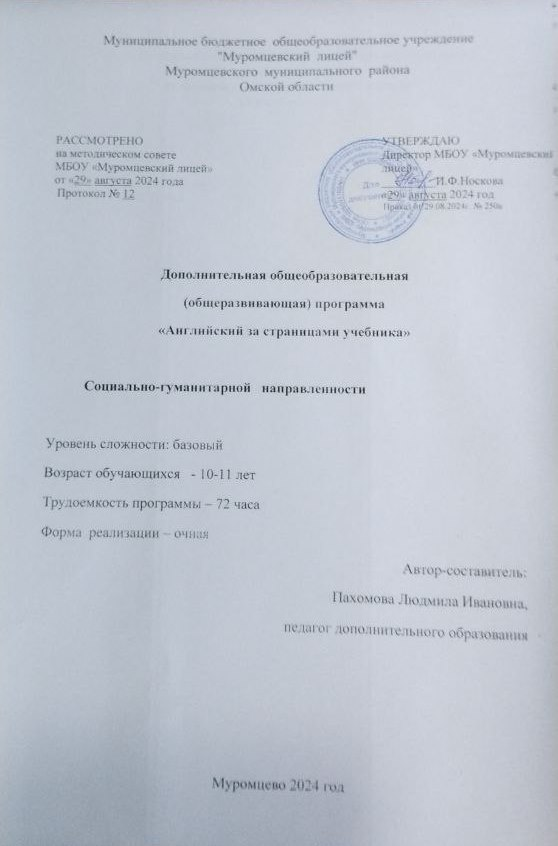 Муниципальное бюджетное общеобразовательное учреждение
"Муромцевский лицей"
Муромцевского муниципального района
Омской области
РАССМОТРЕНО
на методическом совете
МБОУ «Муромцевский лицей»
от «29» августа 2024 года
Протокол № 12
УТВЕРЖДАЮ
Директор МБОУ «Муромцевский
лицей»
И.Ф.Носкова
«29» августа 2024 год
Приказ от 29.08.2024г. № 250в
Дополнительная общеобразовательная
(общеразвивающая) программа
«Английский за страницами учебника»
Социально-гуманитарной направленности
Уровень сложности: базовый
Возраст обучающихся - 10-11 лет
Трудоемкость программы – 72 часа
Форма реализации – очная
Автор-составитель:
Пахомова Людмила Ивановна,
педагог дополнительного образования
Муромцево 2024 год